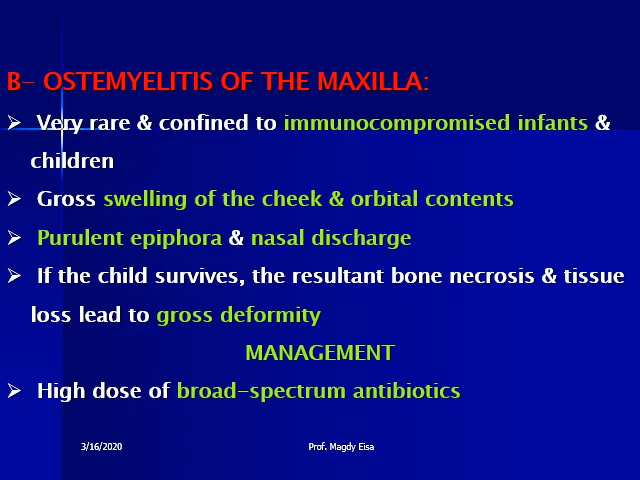 B- OSTEMYELITIS OF THE MAXILLA:
➢ Very rare & confined to immunocompromised infants &
children
➢ Gross swelling of the cheek & orbital contents
➢ Purulent epiphora & nasal discharge
➢ If the child survives, the resultant bone necrosis & tissue
loss lead to gross deformity
MANAGEMENT
➢ High dose of broad-spectrum antibiotics
3/16/2020 Prof. Magdy Eisa